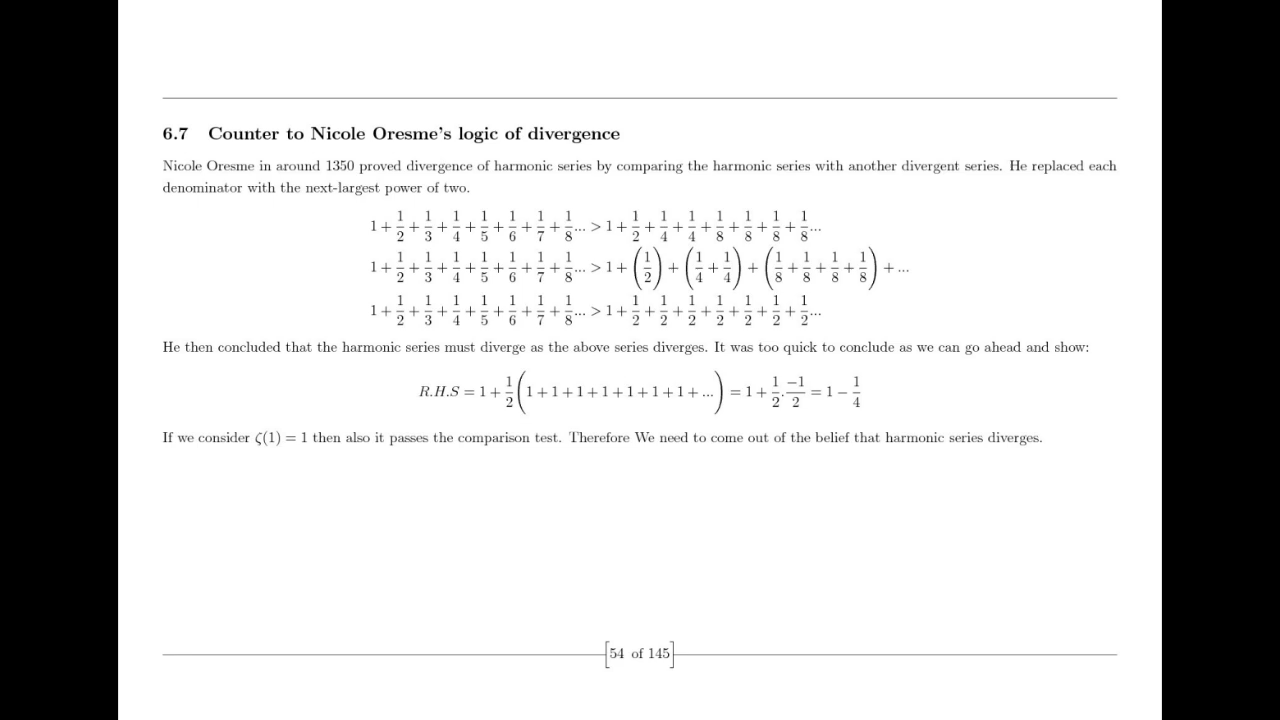 6.7 Counter to Nicole Oresme's logic of divergence
Nicole Oresme in around 1350 proved divergence of harmonic series by comparing the harmonic series with another divergent series. He replaced each
denominator with the next-largest power of two.
1 + 1/2 + 1/3 + 1/4 + 1/5 + 1/6 + 1/7 + 1/8 ... > 1 + 1/2 + 1/4 + 1/4 + 1/8 + 1/8 + 1/8 + 1/8 ...
1 + 1/2 + 1/3 + 1/4 + 1/5 + 1/6 + 1/7 + 1/8 ... > 1 + (1/2) + (1/4 + 1/4) + (1/8 + 1/8 + 1/8 + 1/8) + ...
1 + 1/2 + 1/3 + 1/4 + 1/5 + 1/6 + 1/7 + 1/8 ... > 1 + 1/2 + 1/2 + 1/2 + 1/2 + 1/2 + 1/2 + 1/2 ...
He then concluded that the harmonic series must diverge as the above series diverges. It was too quick to conclude as we can go ahead and show:
R.H.S = 1 + 1/2 (1 + 1 + 1 + 1 + 1 + 1 + 1 + ...) = 1 + 1/2 . -1/2 = 1 - 1/4
If we consider ζ(1) = 1 then also it passes the comparison test. Therefore We need to come out of the belief that harmonic series diverges.
[54 of 145]